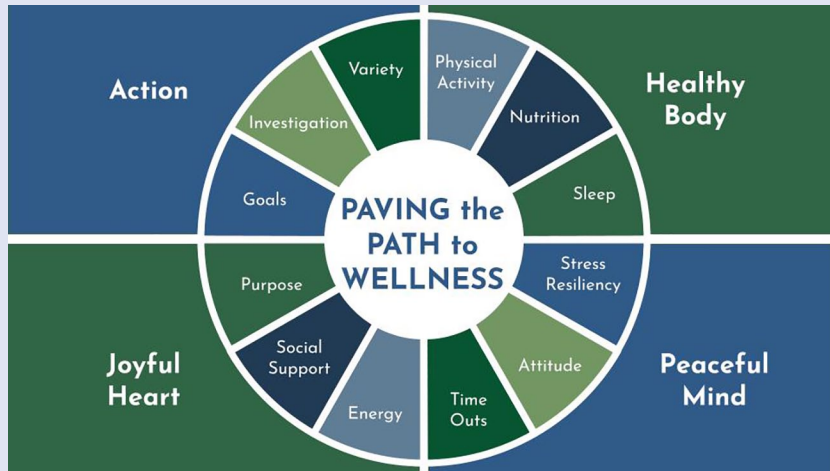 Action
Healthy
Body
Variety
Physical
Activity
Investigation
Nutrition
Goals
Sleep
PAVING the
PATH to
WELLNESS
Purpose
Stress
Resiliency
Social
Support
Attitude
Energy
Time
Outs
Joyful
Heart
Peaceful
Mind